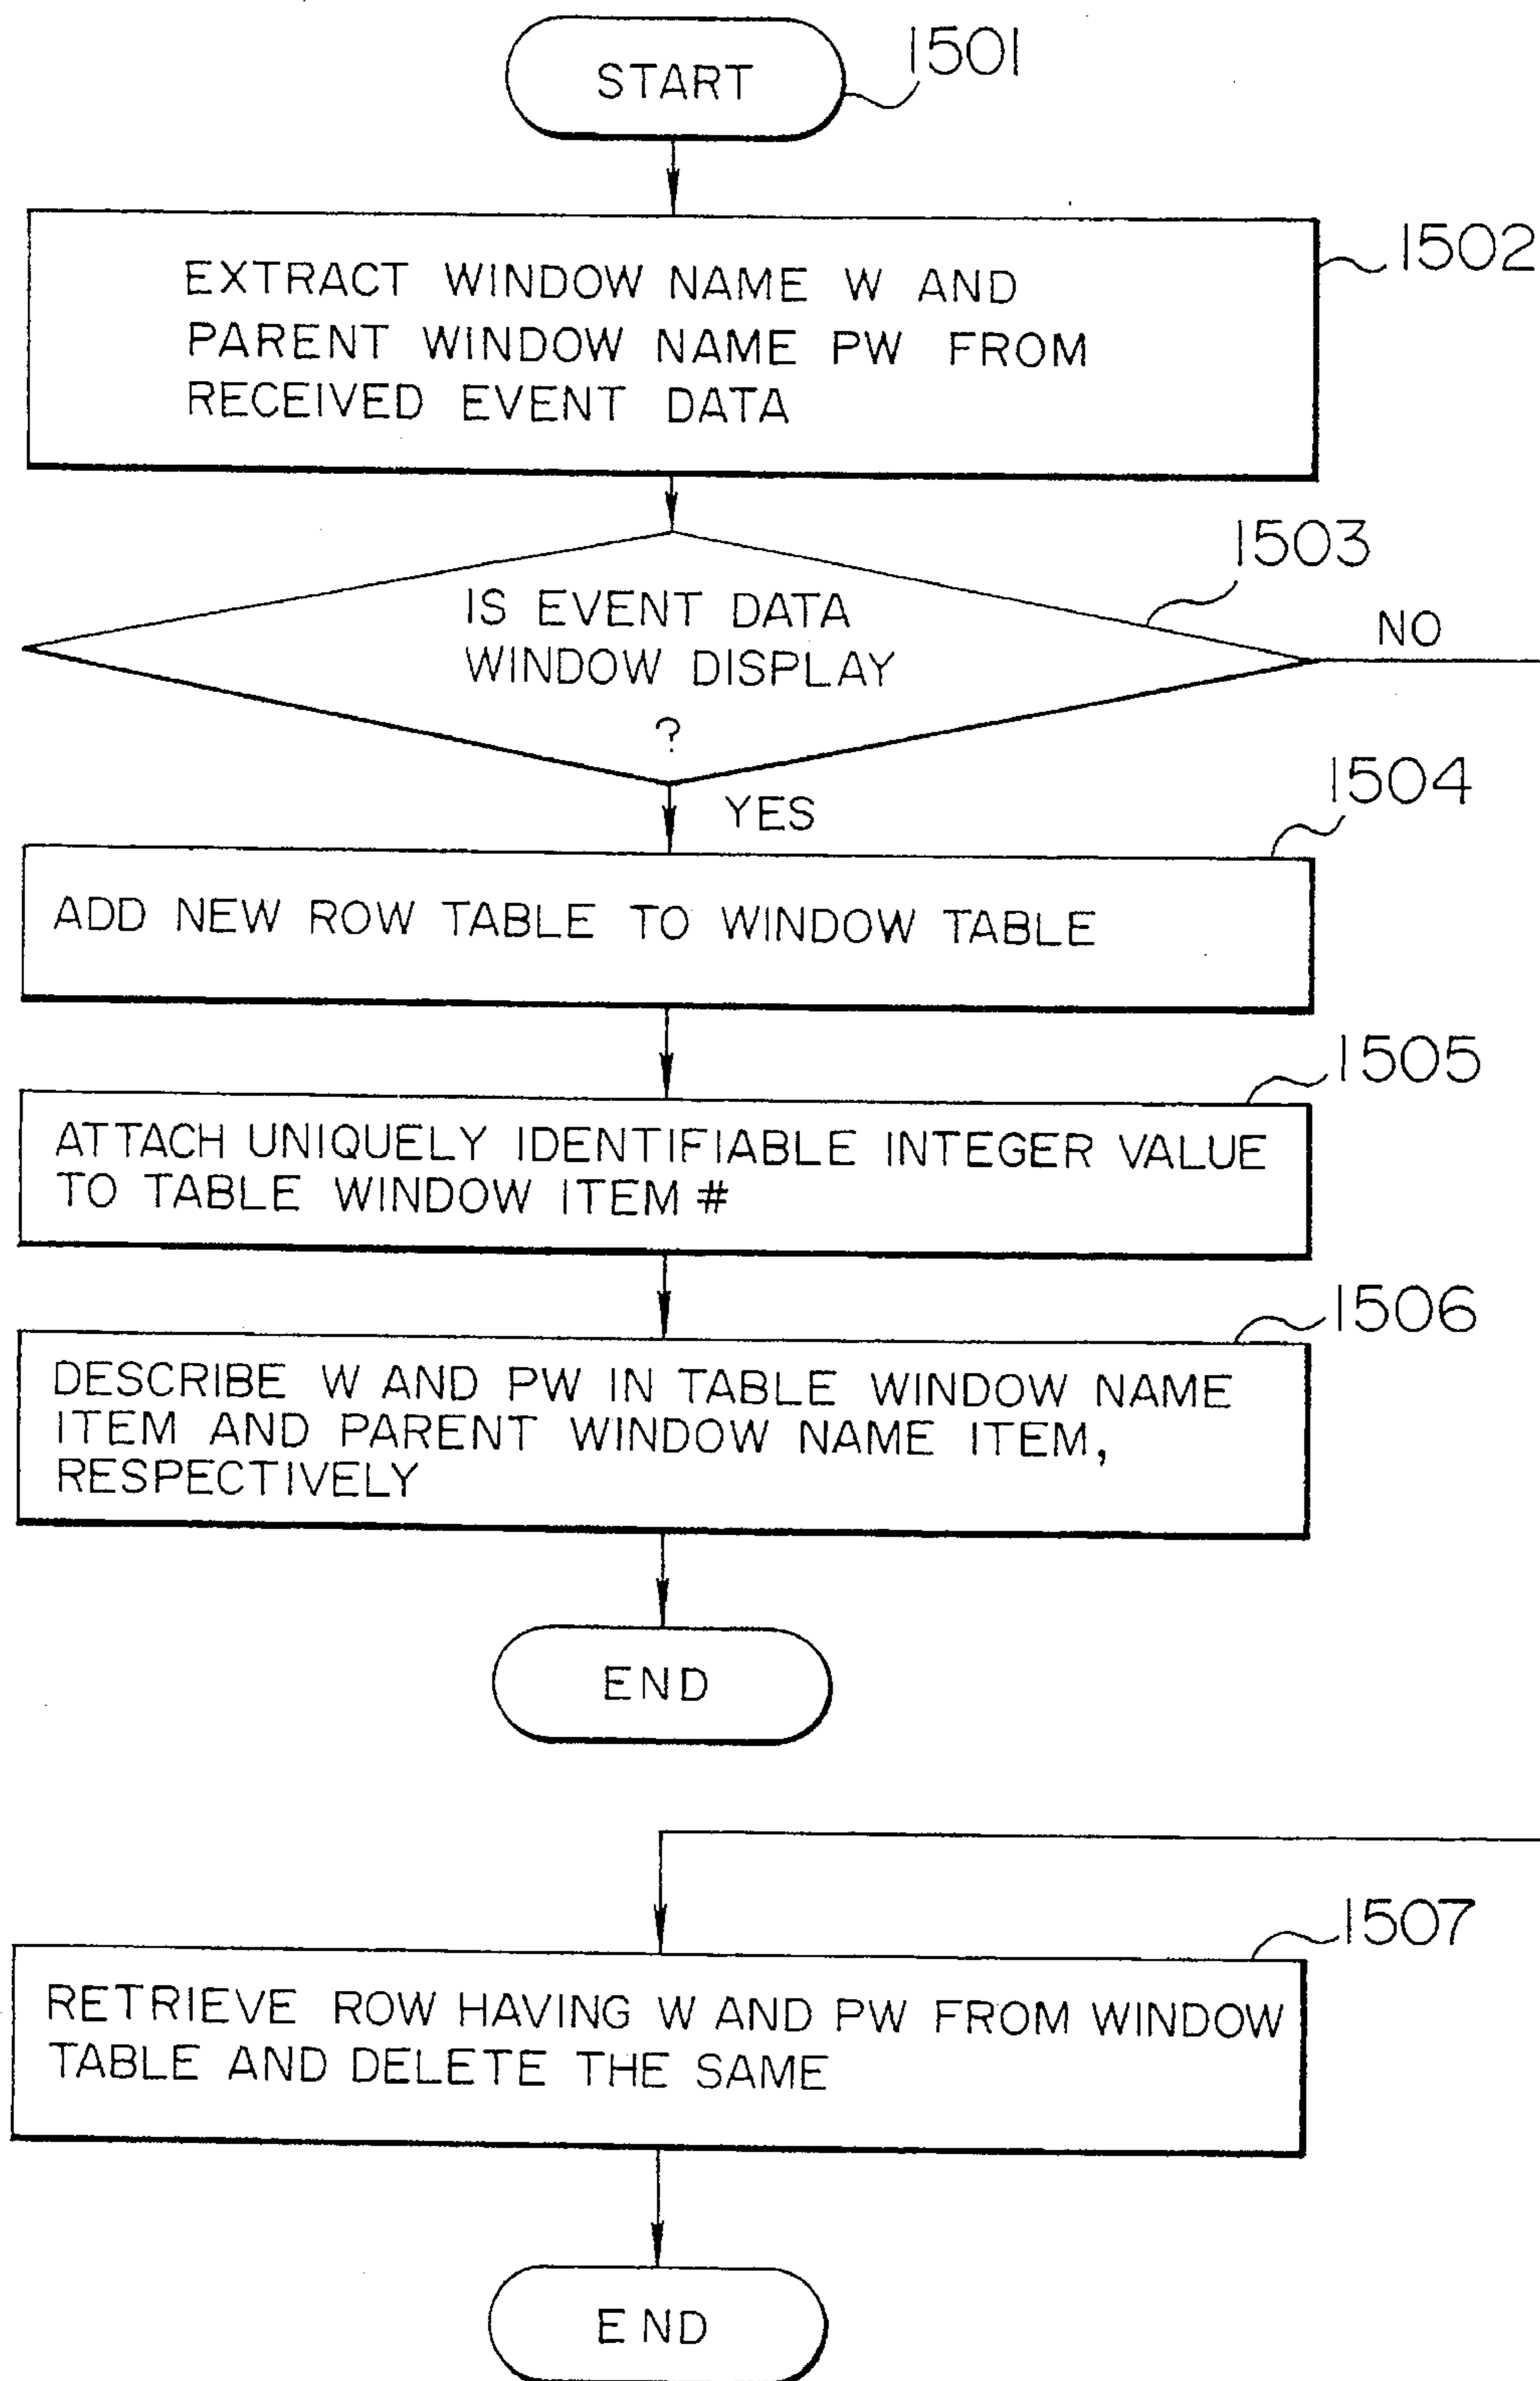 START
1501
EXTRACT WINDOW NAME W AND
PARENT WINDOW NAME PW FROM
RECEIVED EVENT DATA
1502
IS EVENT DATA
WINDOW DISPLAY
?
1503
NO
YES
1504
ADD NEW ROW TABLE TO WINDOW TABLE
1505
ATTACH UNIQUELY IDENTIFIABLE INTEGER VALUE
TO TABLE WINDOW ITEM #
1506
DESCRIBE W AND PW IN TABLE WINDOW NAME
ITEM AND PARENT WINDOW NAME ITEM,
RESPECTIVELY
END
1507
RETRIEVE ROW HAVING W AND PW FROM WINDOW
TABLE AND DELETE THE SAME
END